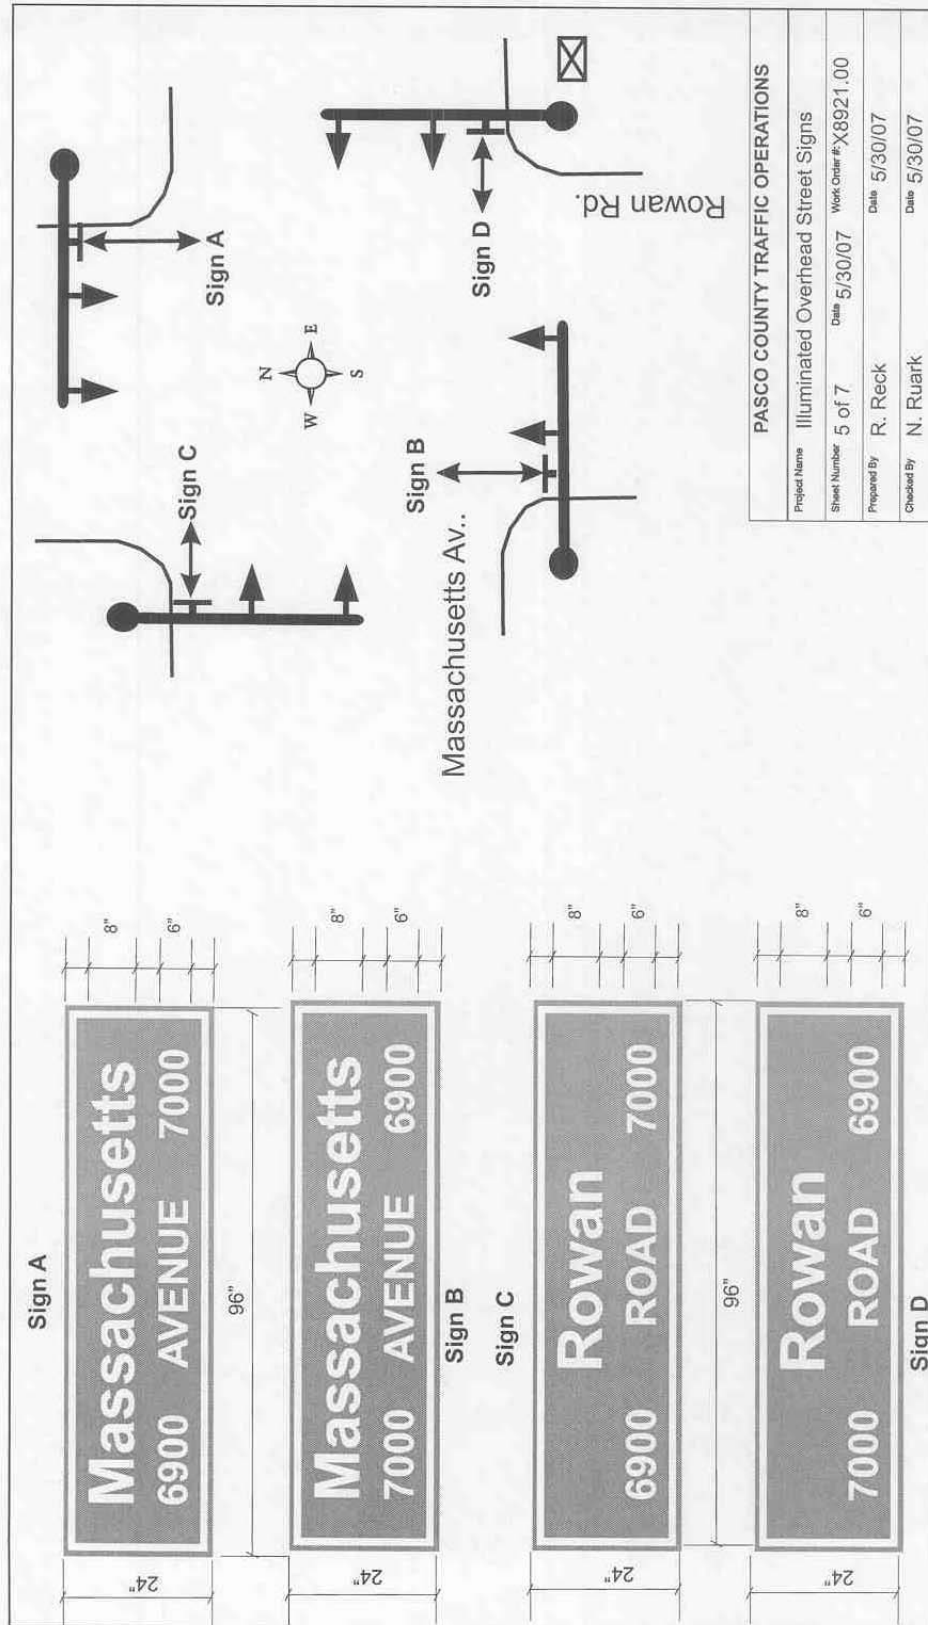 Sign A
Massachusetts
6900 AVENUE 7000
24"
8"
6"
96"
Massachusetts
7000 AVENUE 6900
24"
8"
6"
Sign B
Sign C
Rowan
6900 ROAD 7000
24"
8"
6"
96"
Rowan
7000 ROAD 6900
24"
8"
6"
Sign D
Sign A
Sign C
N
W
E
S
Sign B
Sign D
Massachusetts Av..
Rowan Rd.
PASCO COUNTY TRAFFIC OPERATIONS
Project Name Illuminated Overhead Street Signs
Sheet Number 5 of 7 Date 5/30/07 Work Order #: X8921.00
Prepared By R. Reck Date 5/30/07
Checked By N. Ruark Date 5/30/07